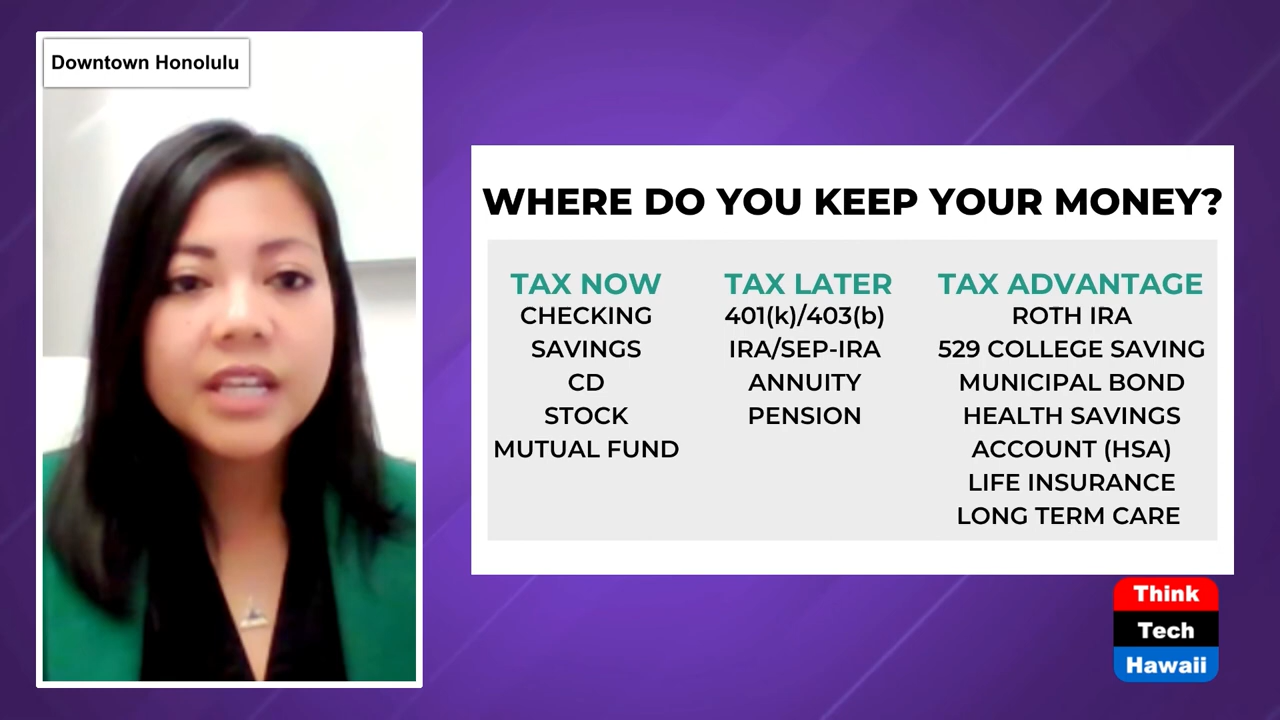 Downtown Honolulu
WHERE DO YOU KEEP YOUR MONEY?
TAX NOW
CHECKING
SAVINGS
CD
STOCK
MUTUAL FUND
TAX LATER
401(k)/403(b)
IRA/SEP-IRA
ANNUITY
PENSION
TAX ADVANTAGE
ROTH IRA
529 COLLEGE SAVING
MUNICIPAL BOND
HEALTH SAVINGS
ACCOUNT (HSA)
LIFE INSURANCE
LONG TERM CARE
Think
Tech
Hawaii